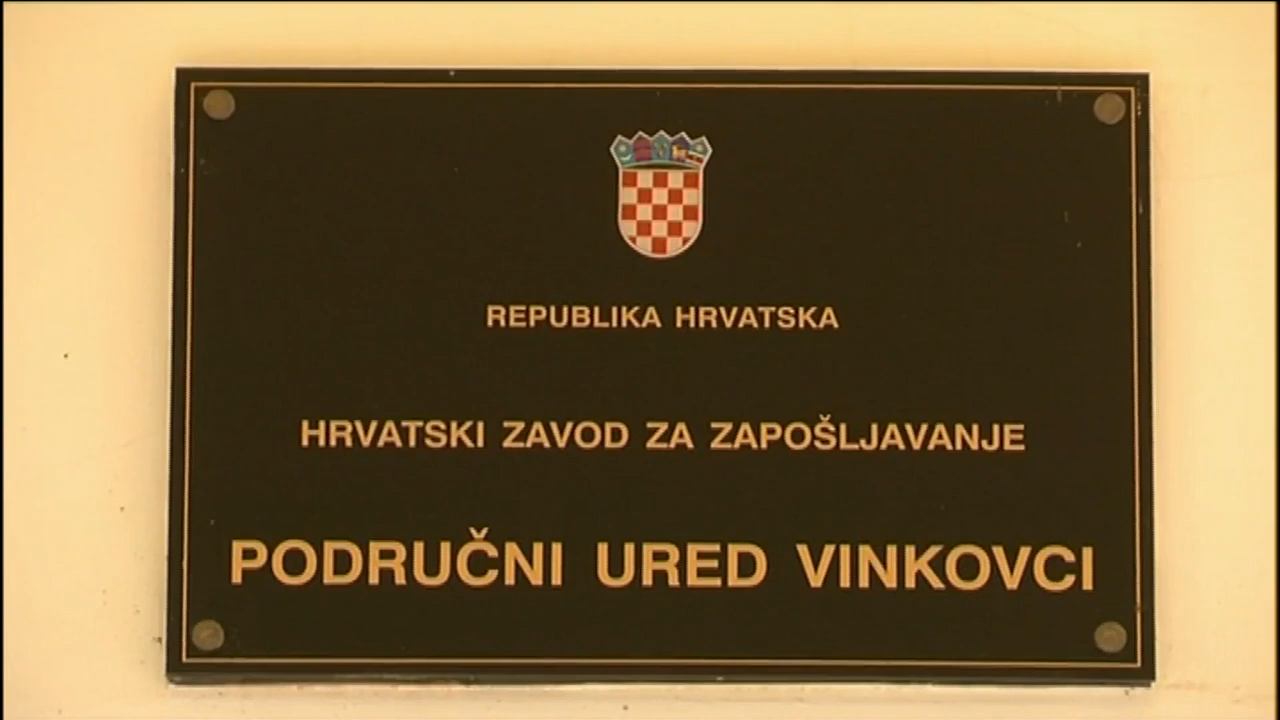 REPUBLIKA HRVATSKA
HRVATSKI ZAVOD ZA ZAPOŠLJAVANJE
PODRUČNI URED VINKOVCI